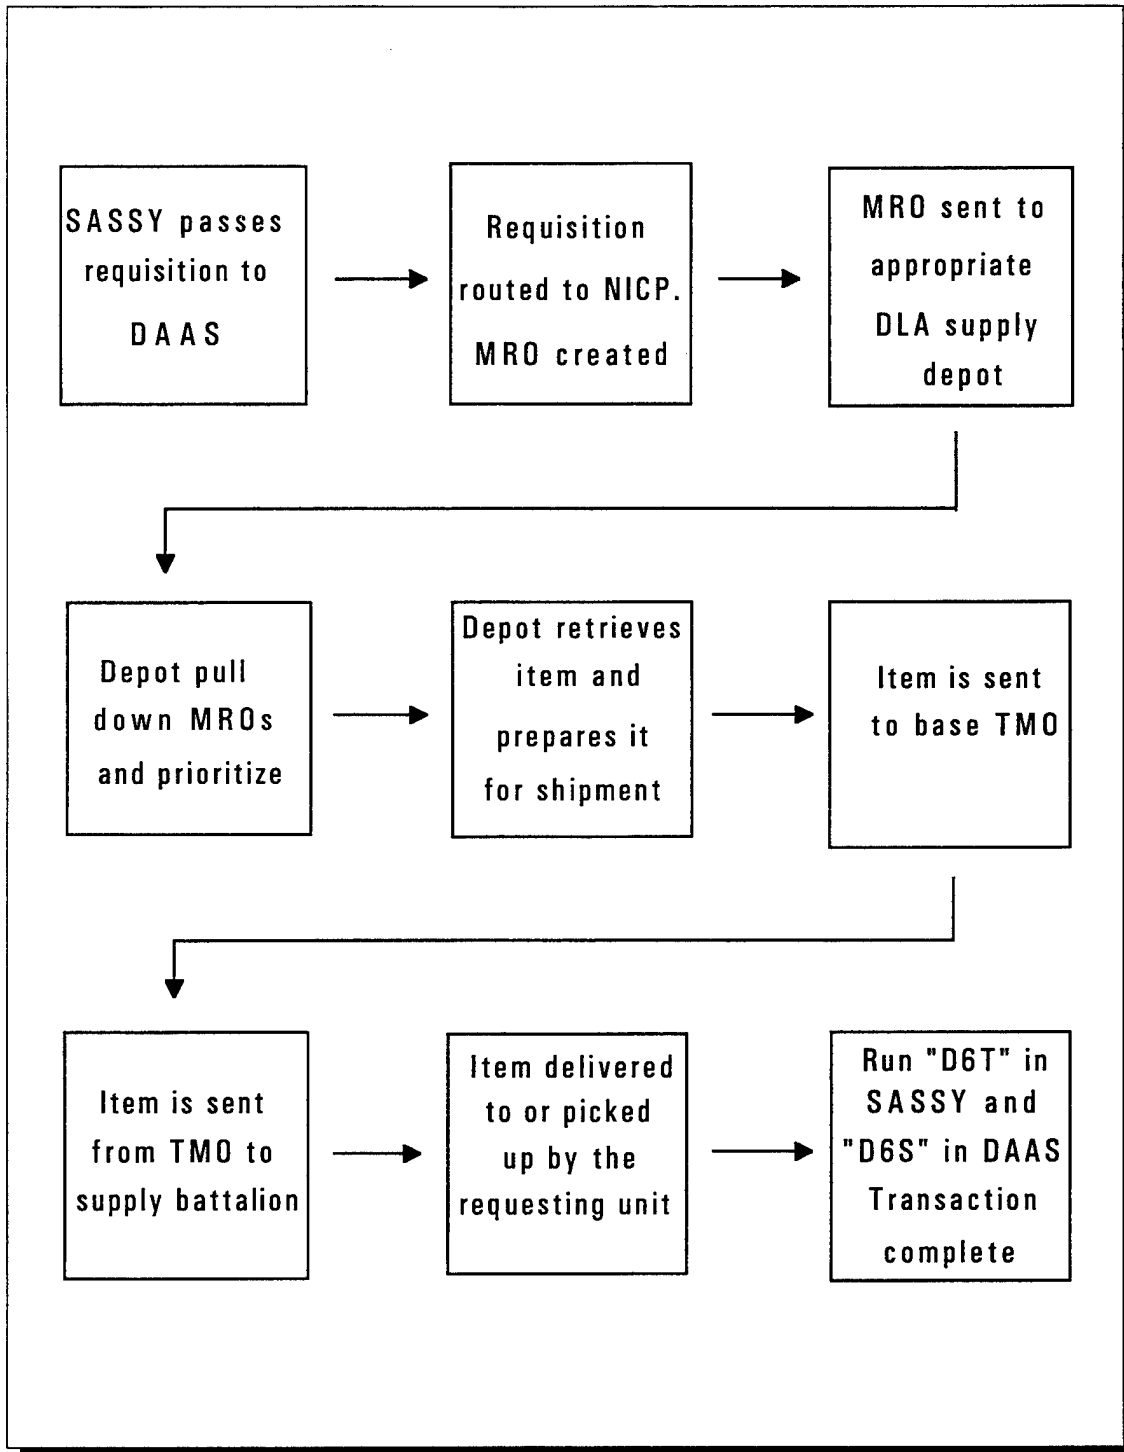 SASSY passes
requisition to
DAAS
Requisition
routed to NICP.
MRO created
MRO sent to
appropriate
DLA supply
depot
Depot pull
down MROs
and prioritize
Depot retrieves
item and
prepares it
for shipment
Item is sent
to base TMO
Item is sent
from TMO to
supply battalion
Item delivered
to or picked
up by the
requesting unit
Run "D6T" in
SASSY and
"D6S" in DAAS
Transaction
complete